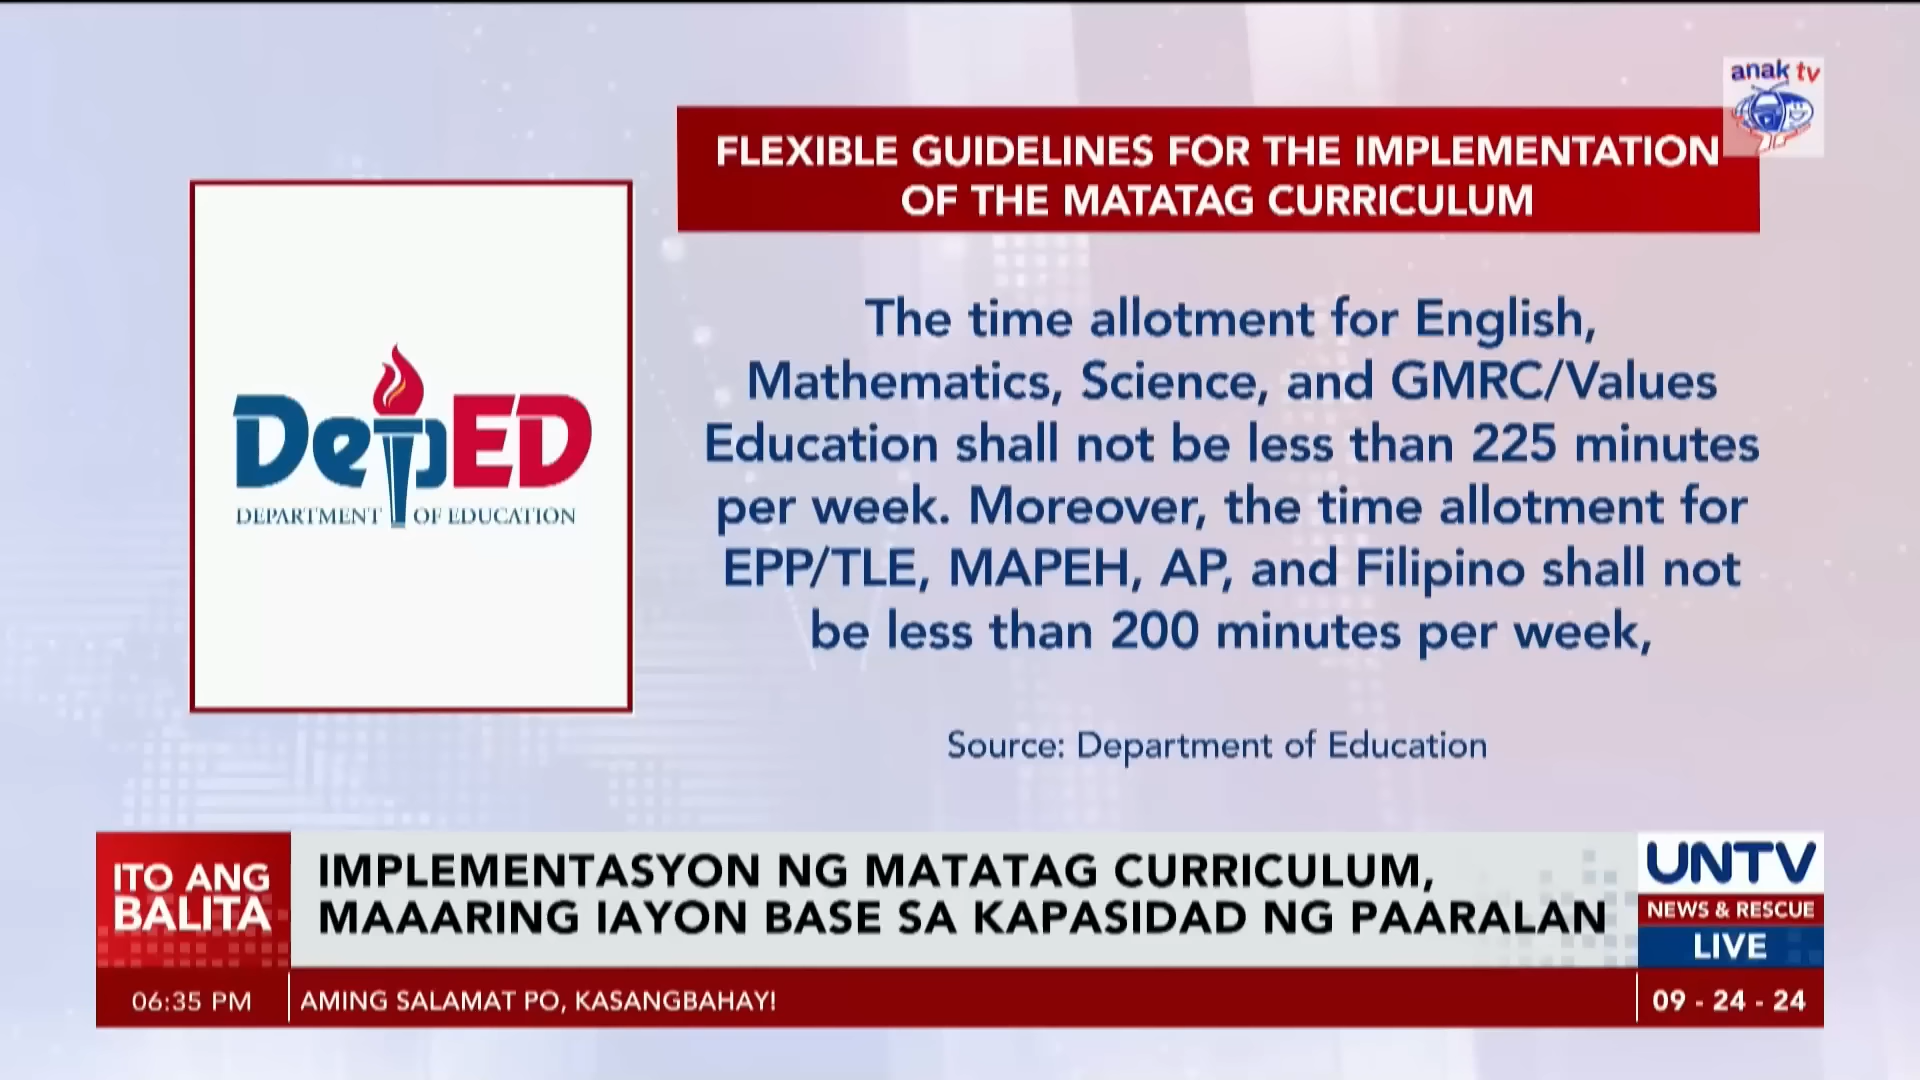 anak tv
FLEXIBLE GUIDELINES FOR THE IMPLEMENTATION
OF THE MATATAG CURRICULUM
DepED
DEPARTMENT OF EDUCATION
The time allotment for English,
Mathematics, Science, and GMRC/Values
Education shall not be less than 225 minutes
per week. Moreover, the time allotment for
EPP/TLE, MAPEH, AP, and Filipino shall not
be less than 200 minutes per week,
Source: Department of Education
ITO ANG
BALITA
IMPLEMENTASYON NG MATATAG CURRICULUM,
MAAARING IAYON BASE SA KAPASIDAD NG PAARALAN
UNTV
NEWS & RESCUE
LIVE
06:35 PM
AMING SALAMAT PO, KASANGBAHAY!
09 - 24 - 24